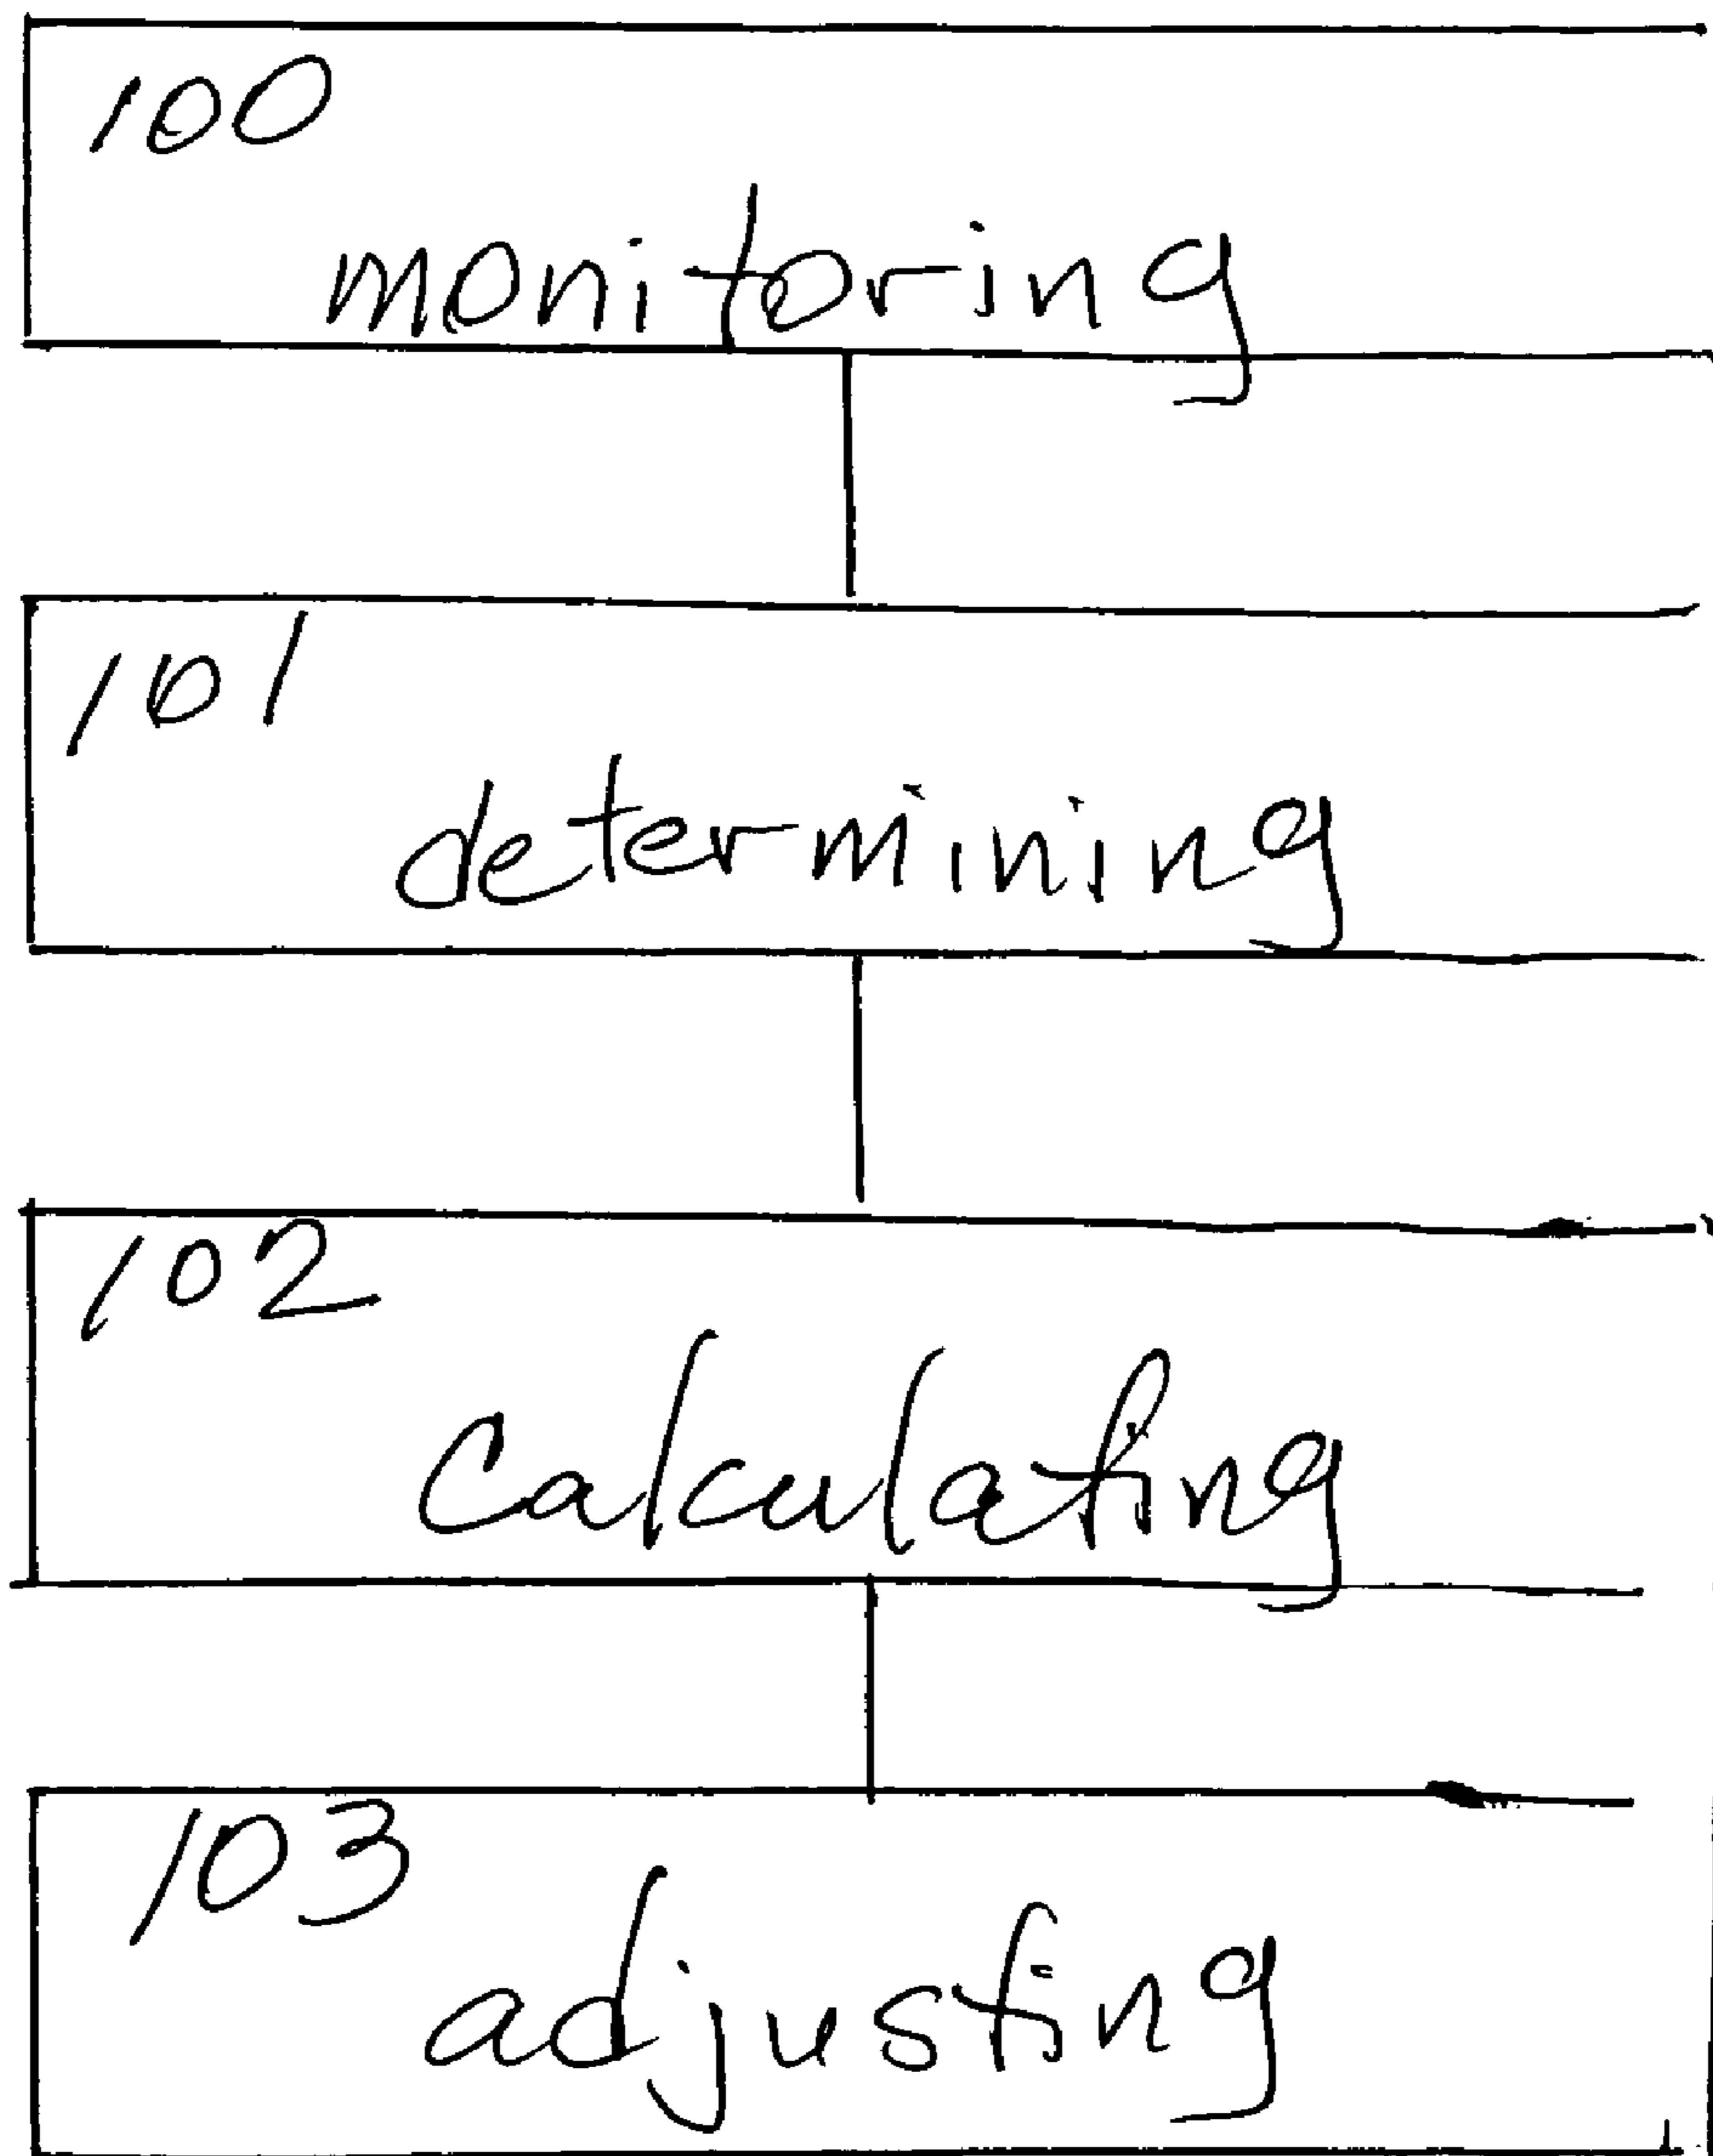 100
monitoring
101
determining
102
Calculating
103
adjusting